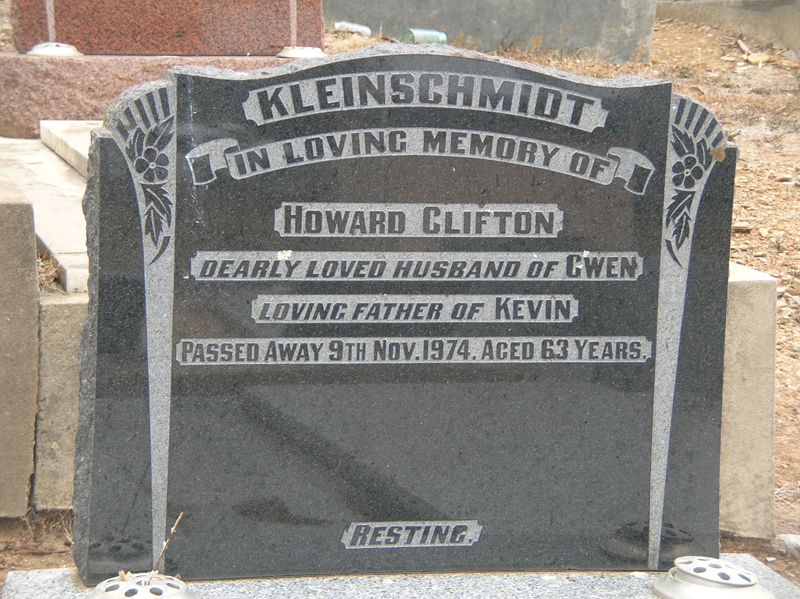 KLEINSCHMIDT
IN LOVING MEMORY OF
HOWARD CLIFTON
DEARLY LOVED HUSBAND OF GWEN
LOVING FATHER OF KEVIN
PASSED AWAY 9TH NOV. 1974. AGED 63 YEARS.
RESTING.